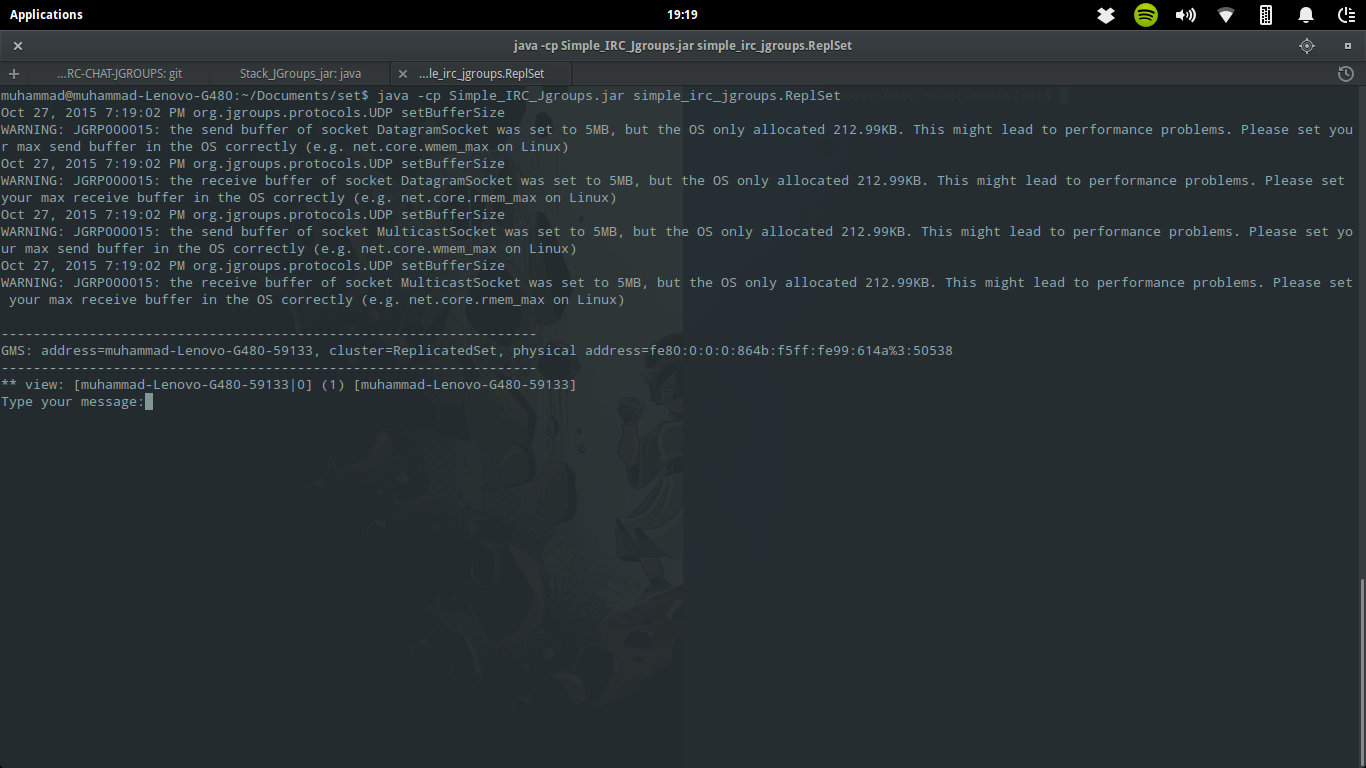 Applications
19:19
java -cp Simple_IRC_Jgroups.jar simple_irc_jgroups.ReplSet
...RC-CHAT-JGROUPS: git
Stack_JGroups_jar: java
...le_irc_jgroups.ReplSet
muhammad@muhammad-Lenovo-G480:~/Documents/set$ java -cp Simple_IRC_Jgroups.jar simple_irc_jgroups.ReplSet
Oct 27, 2015 7:19:02 PM org.jgroups.protocols.UDP setBufferSize
WARNING: JGRP000015: the send buffer of socket DatagramSocket was set to 5MB, but the OS only allocated 212.99KB. This might lead to performance problems. Please set you
r max send buffer in the OS correctly (e.g. net.core.wmem_max on Linux)
Oct 27, 2015 7:19:02 PM org.jgroups.protocols.UDP setBufferSize
WARNING: JGRP000015: the receive buffer of socket DatagramSocket was set to 5MB, but the OS only allocated 212.99KB. This might lead to performance problems. Please set
your max receive buffer in the OS correctly (e.g. net.core.rmem_max on Linux)
Oct 27, 2015 7:19:02 PM org.jgroups.protocols.UDP setBufferSize
WARNING: JGRP000015: the send buffer of socket MulticastSocket was set to 5MB, but the OS only allocated 212.99KB. This might lead to performance problems. Please set yo
ur max send buffer in the OS correctly (e.g. net.core.wmem_max on Linux)
Oct 27, 2015 7:19:02 PM org.jgroups.protocols.UDP setBufferSize
WARNING: JGRP000015: the receive buffer of socket MulticastSocket was set to 5MB, but the OS only allocated 212.99KB. This might lead to performance problems. Please set
 your max receive buffer in the OS correctly (e.g. net.core.rmem_max on Linux)
-------------------------------------------------------------------
GMS: address=muhammad-Lenovo-G480-59133, cluster=ReplicatedSet, physical address=fe80:0:0:0:864b:f5ff:fe99:614a%3:50538
-------------------------------------------------------------------
** view: [muhammad-Lenovo-G480-59133|0] (1) [muhammad-Lenovo-G480-59133]
Type your message: